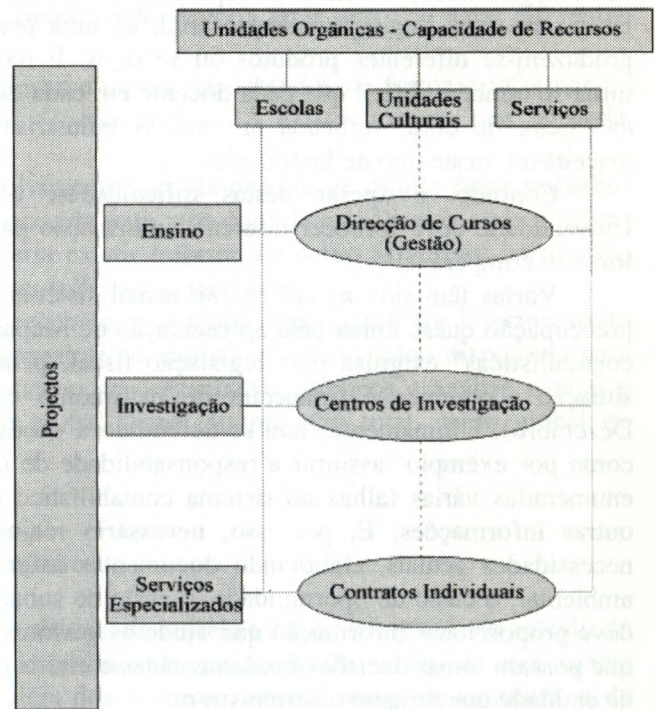 Unidades Orgânicas - Capacidade de Recursos
Escolas
Unidades
Culturais
Serviços
Projectos
Ensino
Direcção de Cursos
(Gestão)
Investigação
Centros de Investigação
Serviços
Especializados
Contratos Individuais